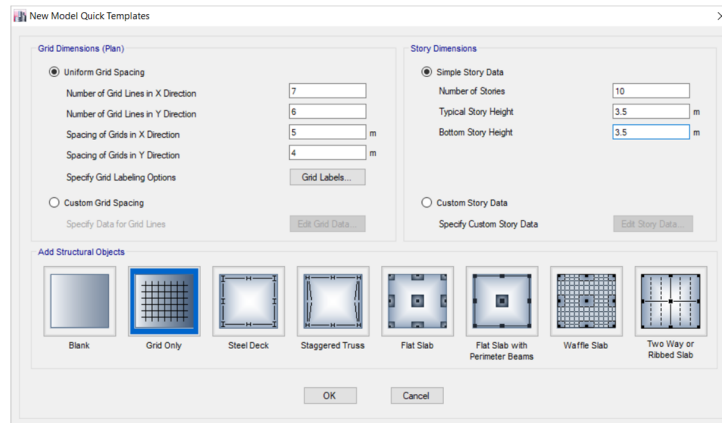 New Model Quick Templates
Grid Dimensions (Plan)
Uniform Grid Spacing
Number of Grid Lines in X Direction 7
Number of Grid Lines in Y Direction 6
Spacing of Grids in X Direction 5 m
Spacing of Grids in Y Direction 4 m
Specify Grid Labeling Options Grid Labels...
Custom Grid Spacing
Specify Data for Grid Lines Edit Grid Data...
Story Dimensions
Simple Story Data
Number of Stories 10
Typical Story Height 3.5 m
Bottom Story Height 3.5 m
Custom Story Data
Specify Custom Story Data Edit Story Data...
Add Structural Objects
Blank
Grid Only
Steel Deck
Staggered Truss
Flat Slab
Flat Slab with
Perimeter Beams
Waffle Slab
Two Way or
Ribbed Slab
OK Cancel